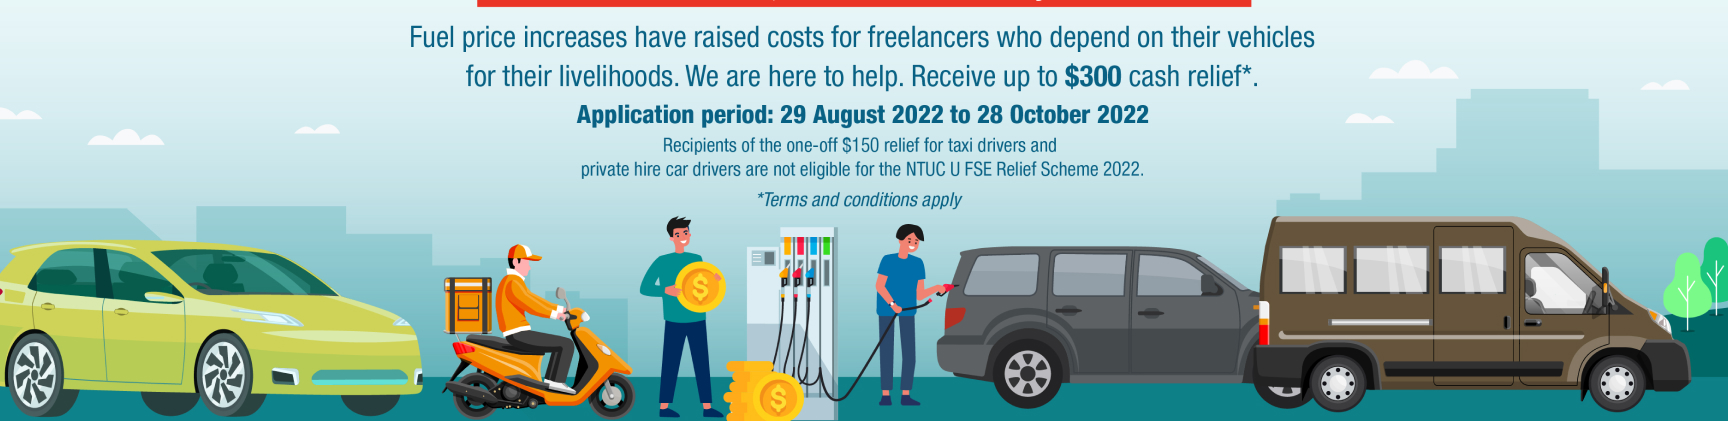 Fuel price increases have raised costs for freelancers who depend on their vehicles
for their livelihoods. We are here to help. Receive up to $300 cash relief*.
Application period: 29 August 2022 to 28 October 2022
Recipients of the one-off $150 relief for taxi drivers and
private hire car drivers are not eligible for the NTUC U FSE Relief Scheme 2022.
*Terms and conditions apply
$
$